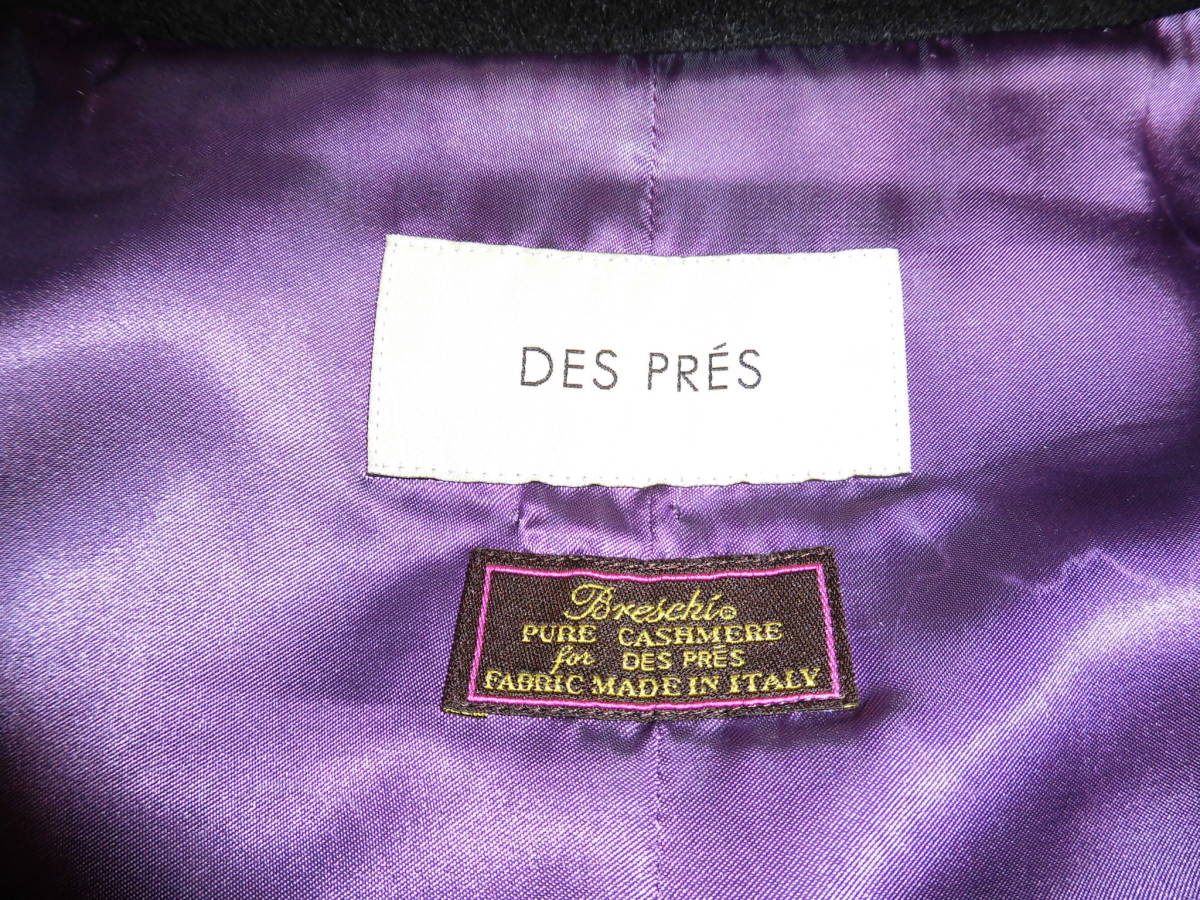 DES PRÉS
Breschi®
PURE CASHMERE
for DES PRÉS
FABRIC MADE IN ITALY